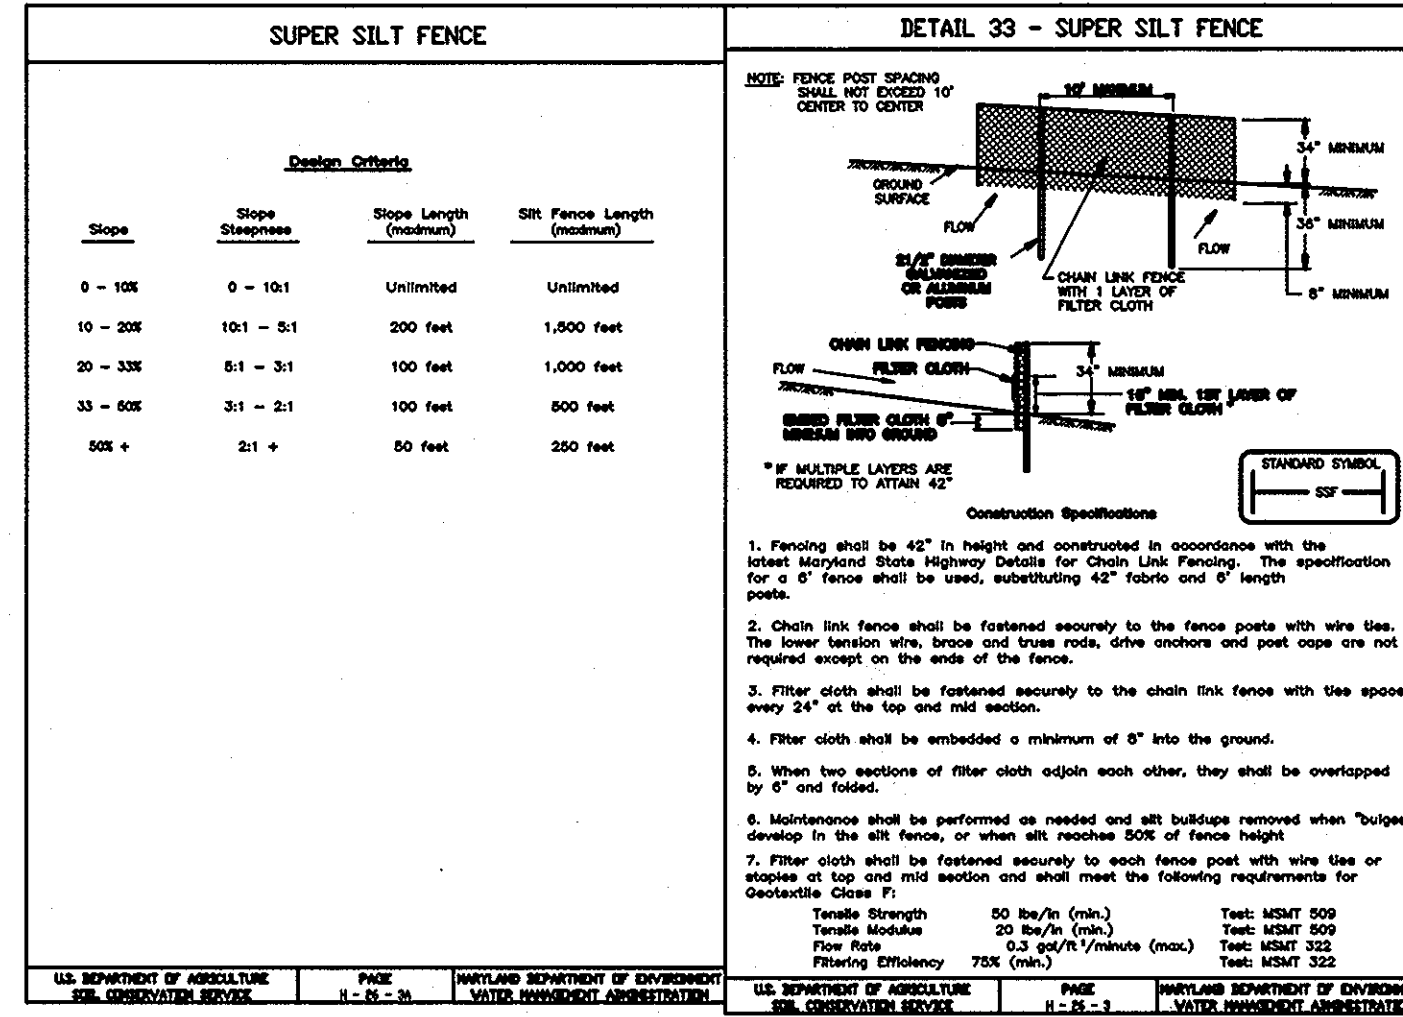 SUPER SILT FENCE
Design Criteria
Slope Slope Steepness Slope Length (maximum) Silt Fence Length (maximum)
0 - 10% 0 - 10:1 Unlimited Unlimited
10 - 20% 10:1 - 5:1 200 feet 1,500 feet
20 - 33% 5:1 - 3:1 100 feet 1,000 feet
33 - 50% 3:1 - 2:1 100 feet 500 feet
50% + 2:1 + 50 feet 250 feet
U.S. DEPARTMENT OF AGRICULTURE
SOIL CONSERVATION SERVICE
PAGE
H - 26 - 3A
MARYLAND DEPARTMENT OF ENVIRONMENT
WATER MANAGEMENT ADMINISTRATION
DETAIL 33 - SUPER SILT FENCE
NOTE: FENCE POST SPACING
SHALL NOT EXCEED 10'
CENTER TO CENTER
10' MAXIMUM
34" MINIMUM
GROUND
SURFACE
FLOW
36" MINIMUM
FLOW
2 1/2" DIAMETER
GALVANIZED
OR ALUMINUM
POSTS
CHAIN LINK FENCE
WITH 1 LAYER OF
FILTER CLOTH
8" MINIMUM
CHAIN LINK FENCING
FLOW
FILTER CLOTH
34" MINIMUM
16" MIN. 1ST LAYER OF
FILTER CLOTH *
EMBED FILTER CLOTH 8"
MINIMUM INTO GROUND
* IF MULTIPLE LAYERS ARE
REQUIRED TO ATTAIN 42"
STANDARD SYMBOL
SSF
Construction Specifications
1. Fencing shall be 42" in height and constructed in accordance with the
latest Maryland State Highway Details for Chain Link Fencing. The specification
for a 6' fence shall be used, substituting 42" fabric and 6' length
posts.
2. Chain link fence shall be fastened securely to the fence posts with wire ties.
The lower tension wire, brace and truss rods, drive anchors and post caps are not
required except on the ends of the fence.
3. Filter cloth shall be fastened securely to the chain link fence with ties space
every 24" at the top and mid section.
4. Filter cloth shall be embedded a minimum of 8" into the ground.
5. When two sections of filter cloth adjoin each other, they shall be overlapped
by 6" and folded.
6. Maintenance shall be performed as needed and silt buildups removed when "bulges
develop in the silt fence, or when silt reaches 50% of fence height
7. Filter cloth shall be fastened securely to each fence post with wire ties or
staples at top and mid section and shall meet the following requirements for
Geotextile Class F:
Tensile Strength 50 lbs/in (min.) Test: MSMT 509
Tensile Modulus 20 lbs/in (min.) Test: MSMT 509
Flow Rate 0.3 gal/ft ²/minute (max.) Test: MSMT 322
Filtering Efficiency 75% (min.) Test: MSMT 322
U.S. DEPARTMENT OF AGRICULTURE
SOIL CONSERVATION SERVICE
PAGE
H - 26 - 3
MARYLAND DEPARTMENT OF ENVIRONM
WATER MANAGEMENT ADMINISTRATI